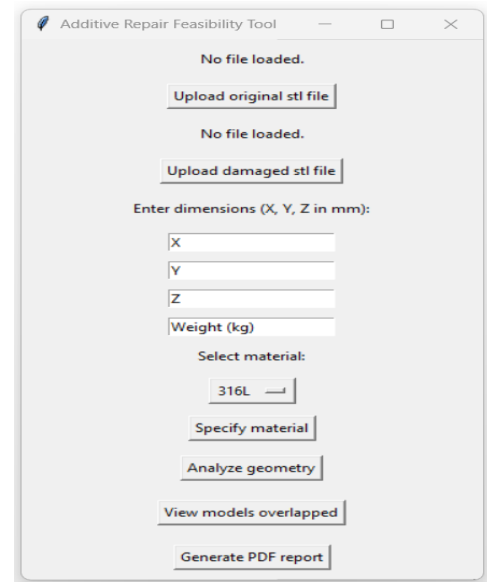 Additive Repair Feasibility Tool
No file loaded.
Upload original stl file
No file loaded.
Upload damaged stl file
Enter dimensions (X, Y, Z in mm):
X
Y
Z
Weight (kg)
Select material:
316L
Specify material
Analyze geometry
View models overlapped
Generate PDF report